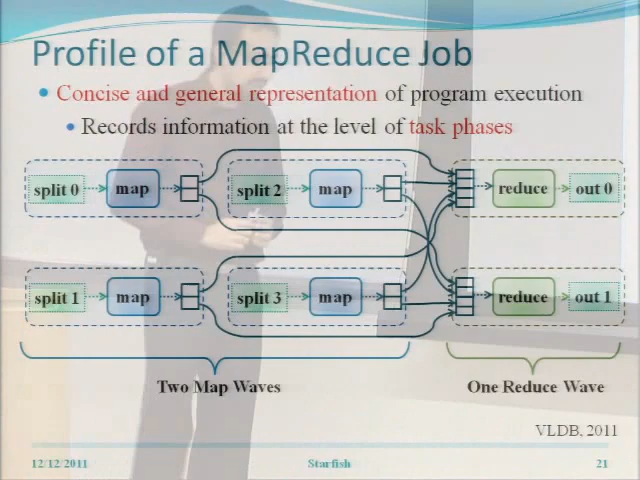 Profile of a MapReduce Job
Concise and general representation of program execution
Records information at the level of task phases
split 0 map split 2 map reduce out 0
split 1 map split 3 map reduce out 1
Two Map Waves One Reduce Wave
VLDB, 2011
12/12/2011 Starfish 21